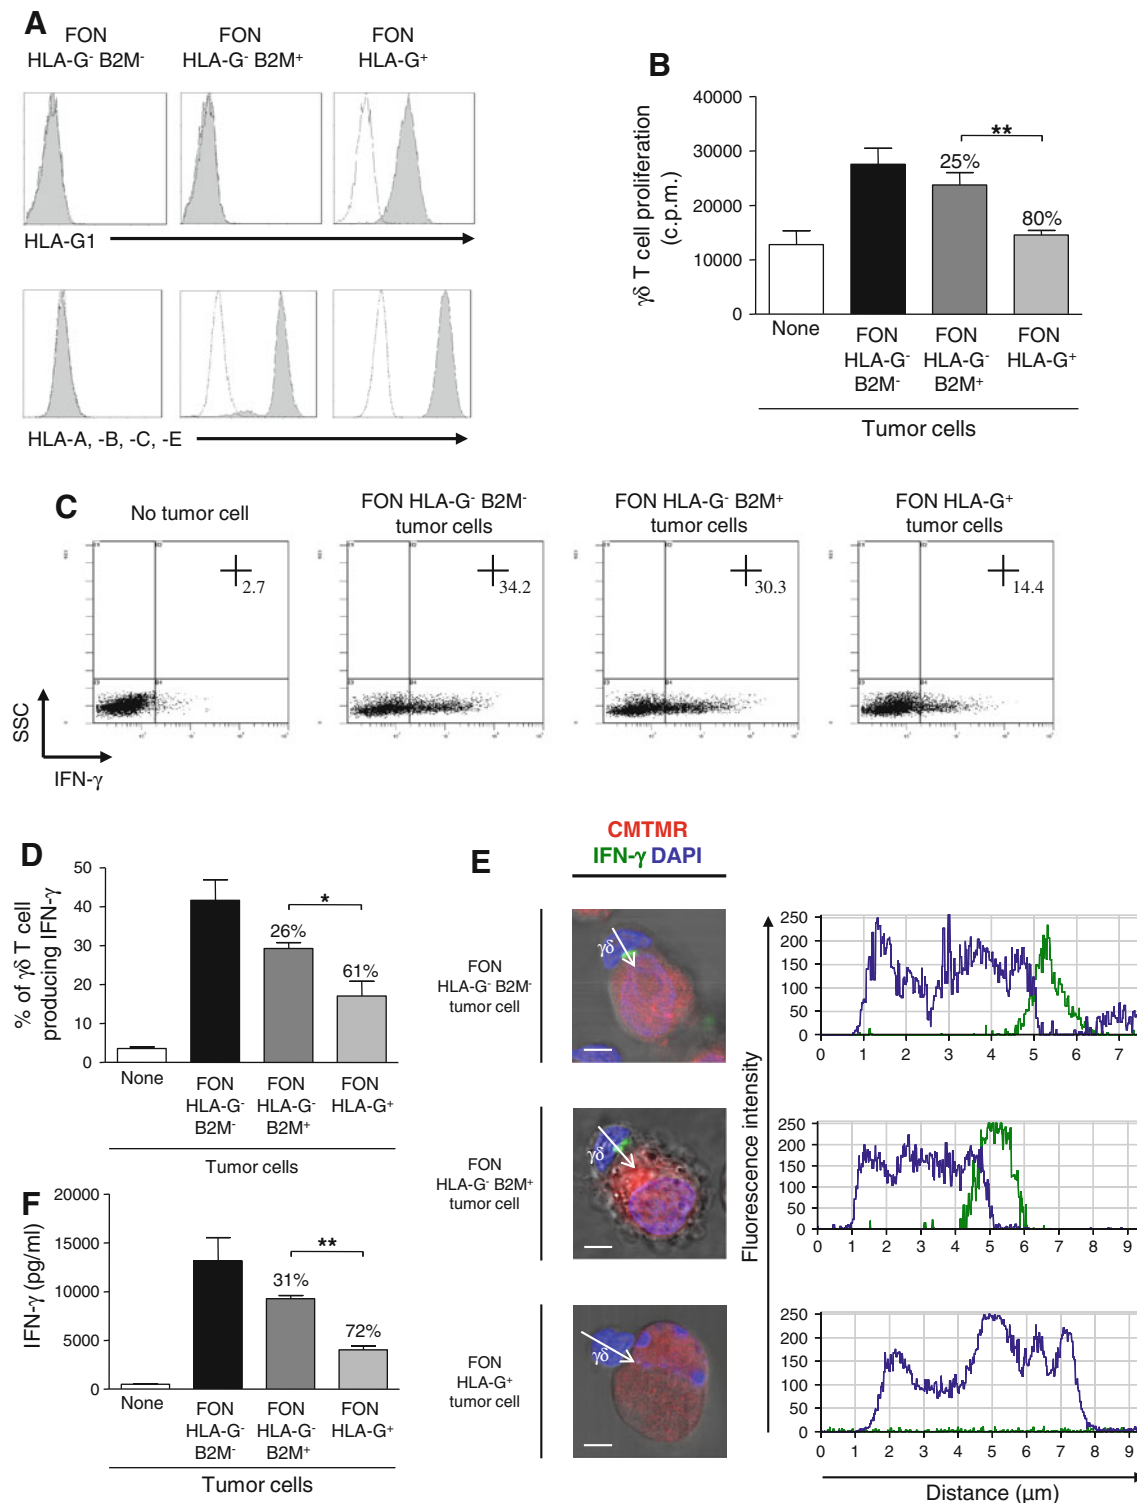 A
FON
HLA-G- B2M-
FON
HLA-G- B2M+
FON
HLA-G+
HLA-G1
HLA-A, -B, -C, -E
B
γδ T cell proliferation
(c.p.m.)
40000
30000
20000
10000
0
25%
**
80%
None
FON
HLA-G-
B2M-
FON
HLA-G-
B2M+
FON
HLA-G+
Tumor cells
C
No tumor cell
FON HLA-G- B2M-
tumor cells
FON HLA-G- B2M+
tumor cells
FON HLA-G+
tumor cells
2.7
34.2
30.3
14.4
SSC
IFN-γ
D
% of γδ T cell
producing IFN-γ
50
40
30
20
10
0
26%
*
61%
None
FON
HLA-G-
B2M-
FON
HLA-G-
B2M+
FON
HLA-G+
Tumor cells
E
CMTMR
IFN-γ DAPI
FON
HLA-G- B2M-
tumor cell
γδ
FON
HLA-G- B2M+
tumor cell
γδ
FON
HLA-G+
tumor cell
γδ
Fluorescence intensity
250
200
150
100
50
0
0 1 2 3 4 5 6 7
250
200
150
100
50
0
0 1 2 3 4 5 6 7 8 9
250
200
150
100
50
0
0 1 2 3 4 5 6 7 8 9
Distance (μm)
F
IFN-γ (pg/ml)
20000
15000
10000
5000
0
31%
**
72%
None
FON
HLA-G-
B2M-
FON
HLA-G-
B2M+
FON
HLA-G+
Tumor cells